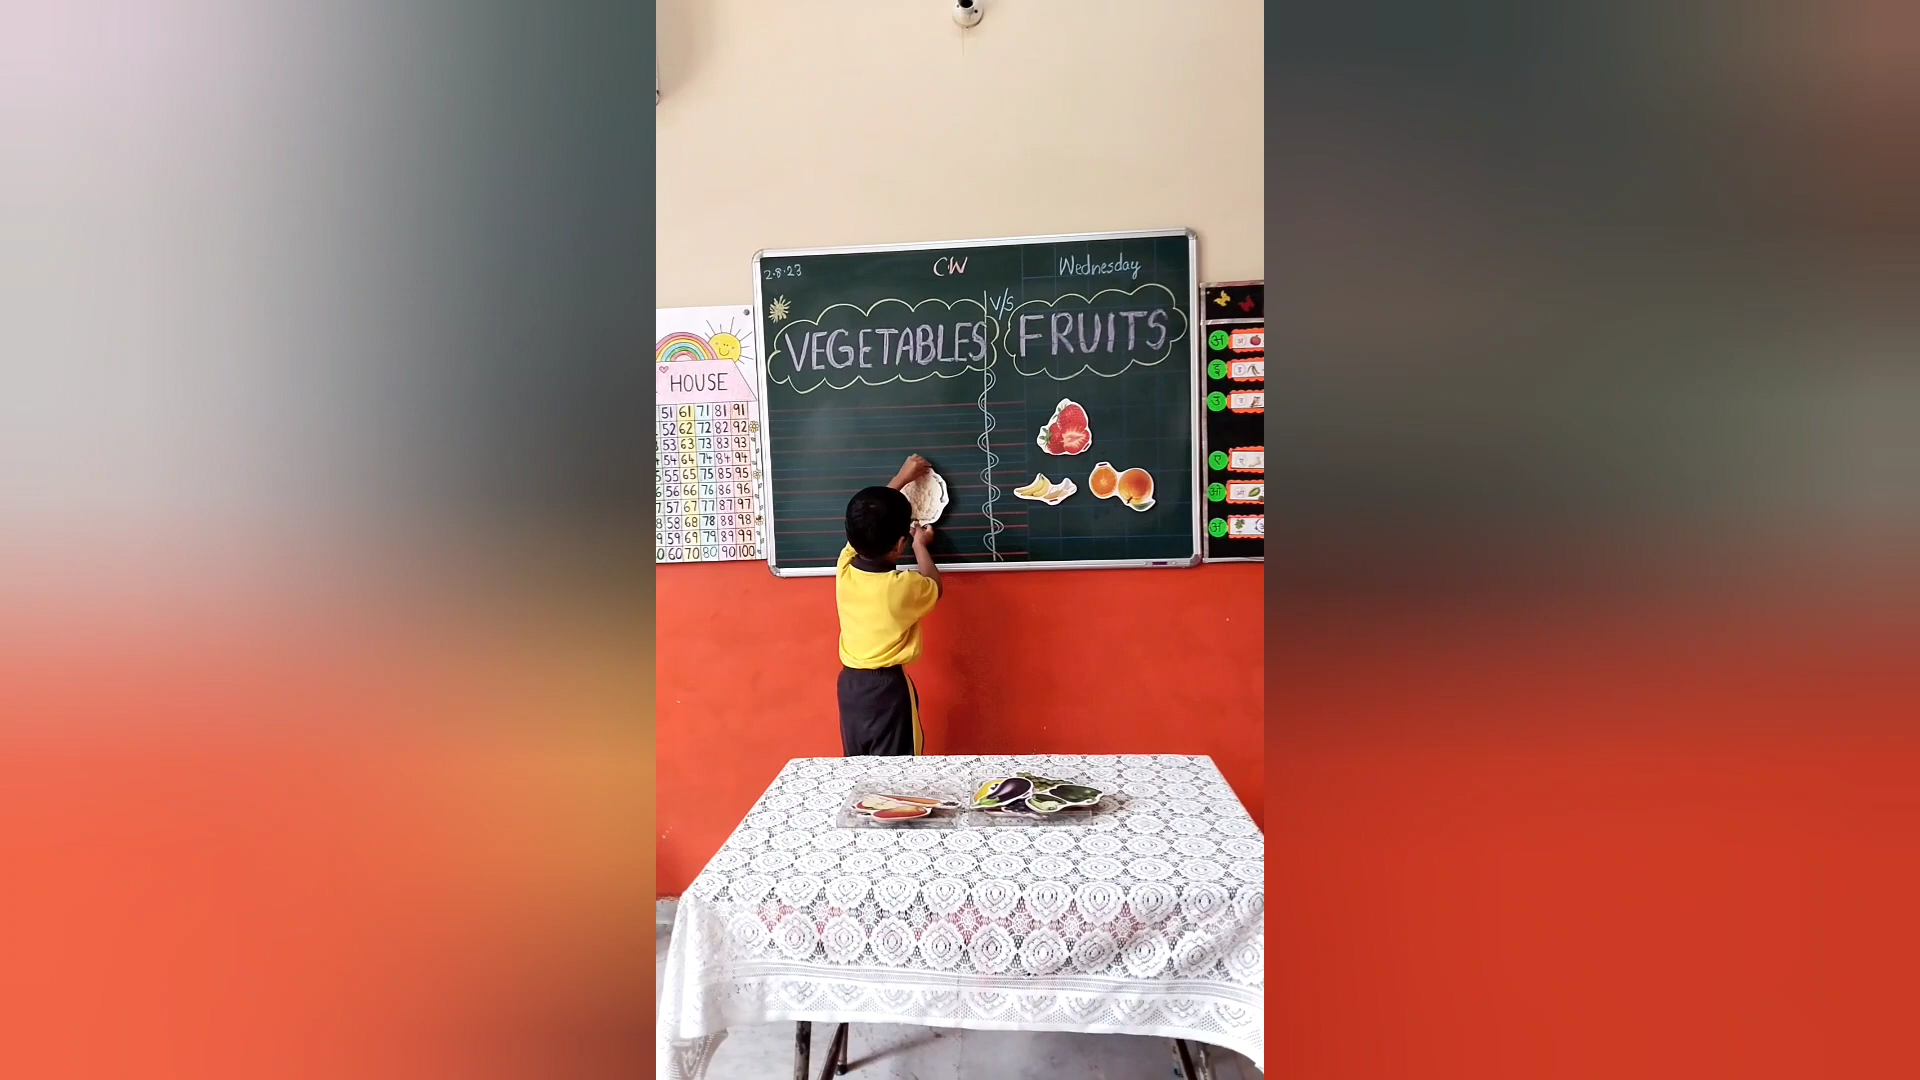 2.8.23
C.W
Wednesday
VEGETABLES
V/S
FRUITS
HOUSE
51 61 71 81 91
52 62 72 82 92
53 63 73 83 93
54 64 74 84 94
55 65 75 85 95
56 66 76 86 96
57 67 77 87 97
58 68 78 88 98
59 69 79 89 99
60 70 80 90 100
अ
इ
उ
ए
ओ
अं